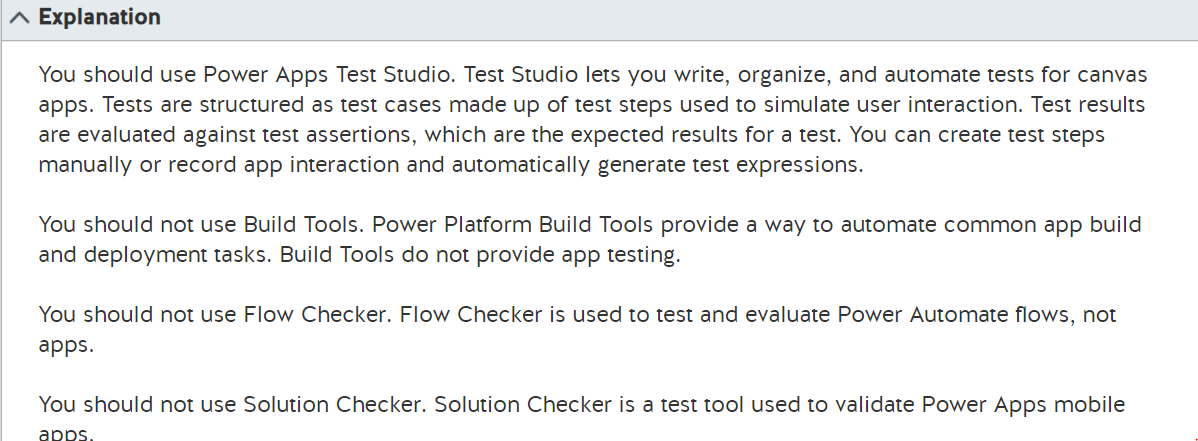 Explanation
You should use Power Apps Test Studio. Test Studio lets you write, organize, and automate tests for canvas
apps. Tests are structured as test cases made up of test steps used to simulate user interaction. Test results
are evaluated against test assertions, which are the expected results for a test. You can create test steps
manually or record app interaction and automatically generate test expressions.
You should not use Build Tools. Power Platform Build Tools provide a way to automate common app build
and deployment tasks. Build Tools do not provide app testing.
You should not use Flow Checker. Flow Checker is used to test and evaluate Power Automate flows, not
apps.
You should not use Solution Checker. Solution Checker is a test tool used to validate Power Apps mobile
apps.